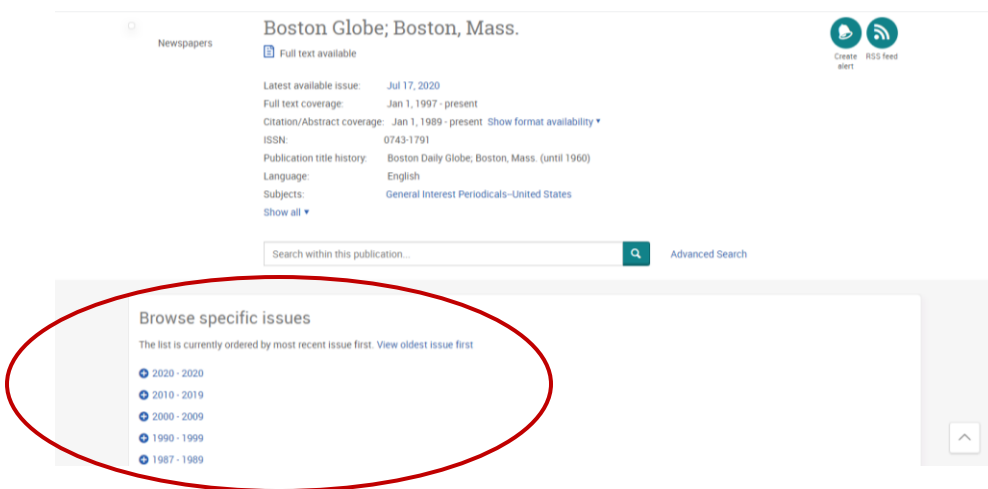 Newspapers
Boston Globe; Boston, Mass.
Full text available
Create alert
RSS feed
Latest available issue: Jul 17, 2020
Full text coverage: Jan 1, 1997 - present
Citation/Abstract coverage: Jan 1, 1989 - present Show format availability
ISSN: 0743-1791
Publication title history: Boston Daily Globe; Boston, Mass. (until 1960)
Language: English
Subjects: General Interest Periodicals--United States
Show all
Search within this publication...
Advanced Search
Browse specific issues
The list is currently ordered by most recent issue first. View oldest issue first
2020 - 2020
2010 - 2019
2000 - 2009
1990 - 1999
1987 - 1989